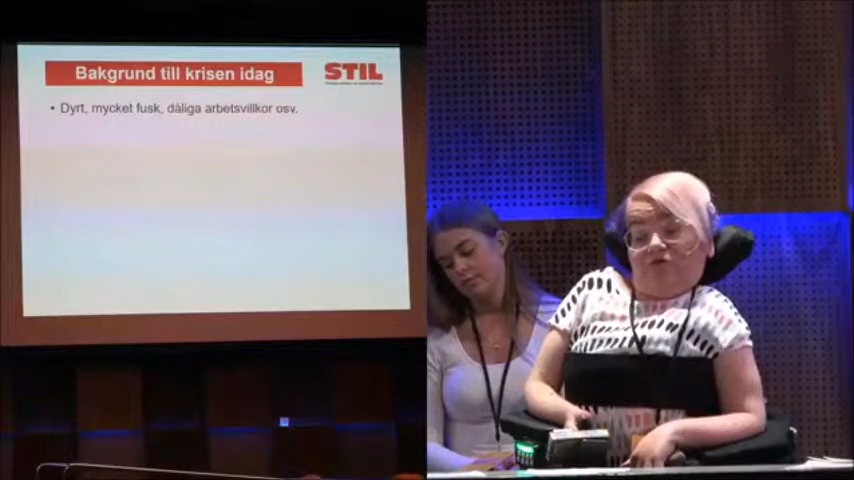 Bakgrund till krisen idag
STIL
• Dyrt, mycket fusk, dåliga arbetsvillkor osv.